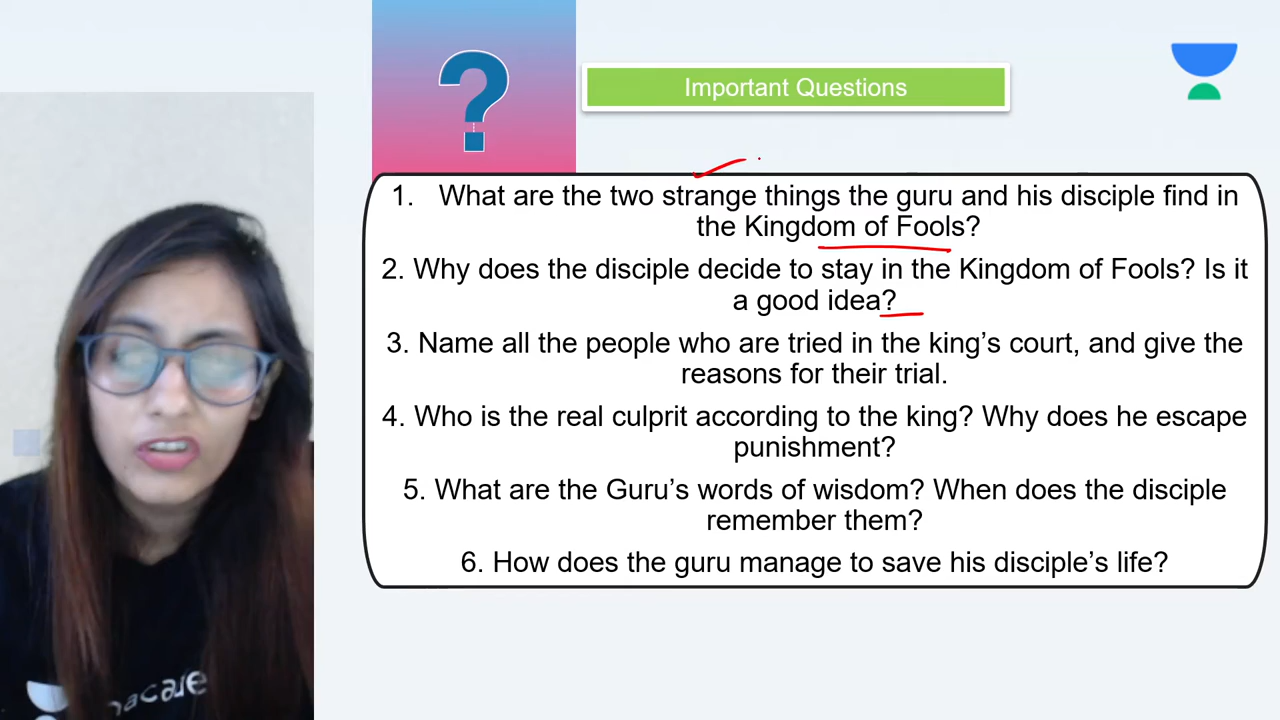 Important Questions
1. What are the two strange things the guru and his disciple find in
the Kingdom of Fools?
2. Why does the disciple decide to stay in the Kingdom of Fools? Is it
a good idea?
3. Name all the people who are tried in the king’s court, and give the
reasons for their trial.
4. Who is the real culprit according to the king? Why does he escape
punishment?
5. What are the Guru’s words of wisdom? When does the disciple
remember them?
6. How does the guru manage to save his disciple’s life?